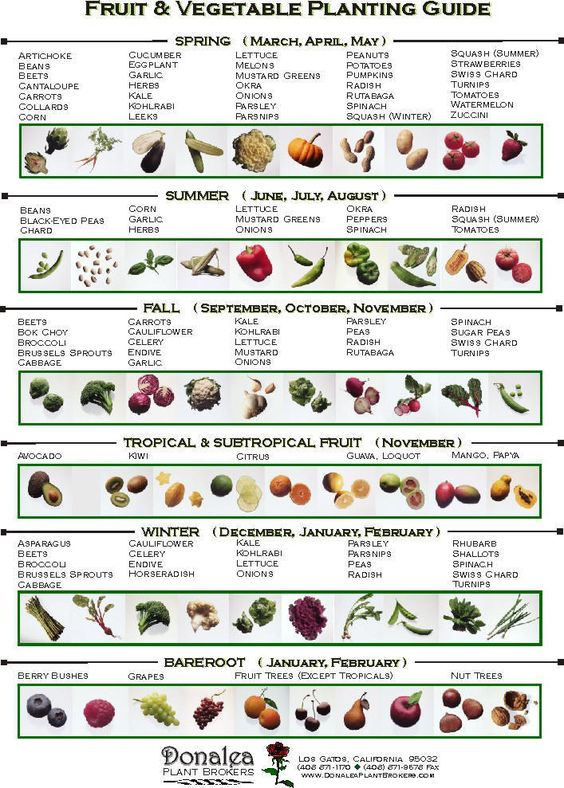 Fruit & Vegetable Planting Guide
SPRING (March, April, May)
Artichoke
Beans
Beets
Cantaloupe
Carrots
Collards
Corn
Cucumber
Eggplant
Garlic
Herbs
Kale
Kohlrabi
Leeks
Lettuce
Melons
Mustard Greens
Okra
Onions
Parsley
Parsnips
Peanuts
Potatoes
Pumpkins
Radish
Rutabaga
Spinach
Squash (Winter)
Squash (Summer)
Strawberries
Swiss Chard
Turnips
Tomatoes
Watermelon
Zuccini
SUMMER (June, July, August)
Beans
Black-Eyed Peas
Chard
Corn
Garlic
Herbs
Lettuce
Mustard Greens
Onions
Okra
Peppers
Spinach
Radish
Squash (Summer)
Tomatoes
FALL (September, October, November)
Beets
Bok Choy
Broccoli
Brussels Sprouts
Cabbage
Carrots
Cauliflower
Celery
Endive
Garlic
Kale
Kohlrabi
Lettuce
Mustard
Onions
Parsley
Peas
Radish
Rutabaga
Spinach
Sugar Peas
Swiss Chard
Turnips
TROPICAL & SUBTROPICAL FRUIT (November)
Avocado
Kiwi
Citrus
Guava, Loquot
Mango, Papya
WINTER (December, January, February)
Asparagus
Beets
Broccoli
Brussels Sprouts
Cabbage
Cauliflower
Celery
Endive
Horseradish
Kale
Kohlrabi
Lettuce
Onions
Parsley
Parsnips
Peas
Radish
Rhubarb
Shallots
Spinach
Swiss Chard
Turnips
BAREROOT (January, February)
Berry Bushes
Grapes
Fruit Trees (Except Tropicals)
Nut Trees
Donalea
Plant Brokers
Los Gatos, California 95032
(408) 871-1170 ◆ (408) 871-9578 Fax
www.DonaleaPlantBrokers.com